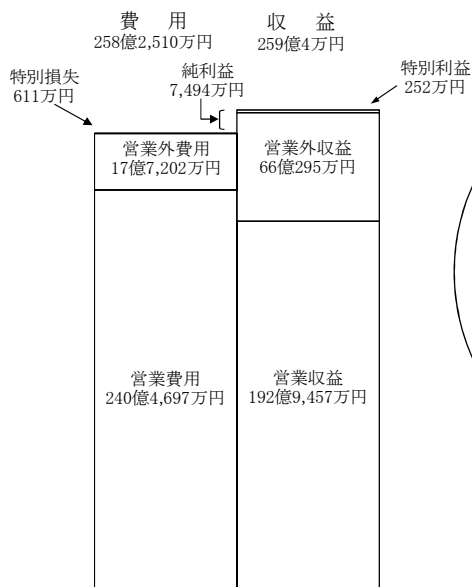 費　用
258億2,510万円
収　益
259億4万円
特別損失
611万円
純利益
7,494万円
特別利益
252万円
営業外費用
17億7,202万円
営業外収益
66億295万円
営業費用
240億4,697万円
営業収益
192億9,457万円